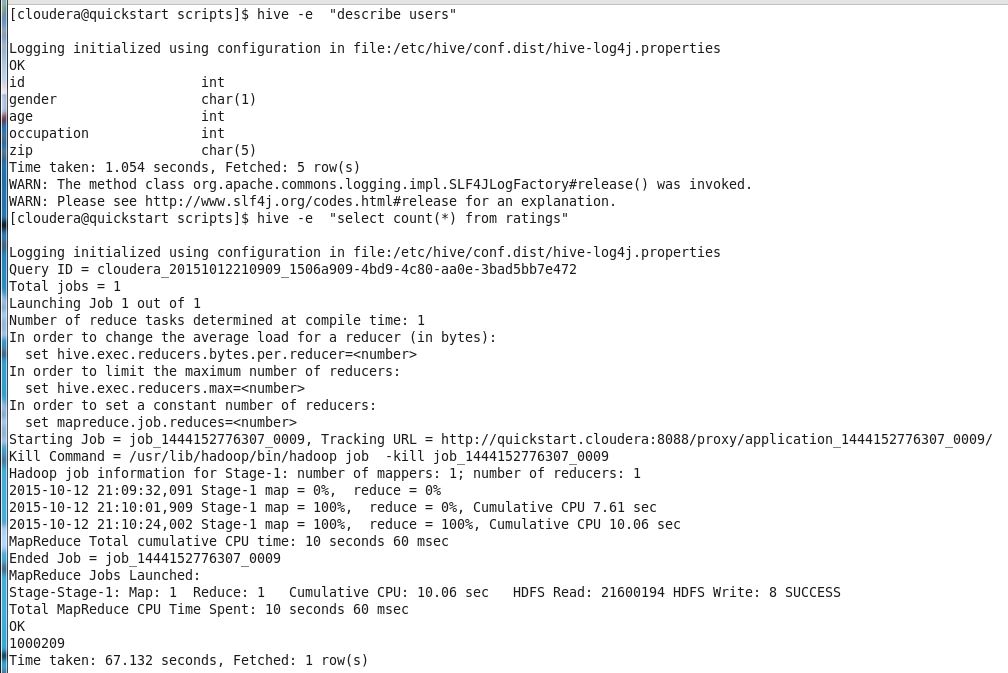 [cloudera@quickstart scripts]$ hive -e  "describe users"

Logging initialized using configuration in file:/etc/hive/conf.dist/hive-log4j.properties
OK
id                      int
gender                  char(1)
age                     int
occupation              int
zip                     char(5)
Time taken: 1.054 seconds, Fetched: 5 row(s)
WARN: The method class org.apache.commons.logging.impl.SLF4JLogFactory#release() was invoked.
WARN: Please see http://www.slf4j.org/codes.html#release for an explanation.
[cloudera@quickstart scripts]$ hive -e  "select count(*) from ratings"

Logging initialized using configuration in file:/etc/hive/conf.dist/hive-log4j.properties
Query ID = cloudera_20151012210909_1506a909-4bd9-4c80-aa0e-3bad5bb7e472
Total jobs = 1
Launching Job 1 out of 1
Number of reduce tasks determined at compile time: 1
In order to change the average load for a reducer (in bytes):
  set hive.exec.reducers.bytes.per.reducer=<number>
In order to limit the maximum number of reducers:
  set hive.exec.reducers.max=<number>
In order to set a constant number of reducers:
  set mapreduce.job.reduces=<number>
Starting Job = job_1444152776307_0009, Tracking URL = http://quickstart.cloudera:8088/proxy/application_1444152776307_0009/
Kill Command = /usr/lib/hadoop/bin/hadoop job  -kill job_1444152776307_0009
Hadoop job information for Stage-1: number of mappers: 1; number of reducers: 1
2015-10-12 21:09:32,091 Stage-1 map = 0%,  reduce = 0%
2015-10-12 21:10:01,909 Stage-1 map = 100%,  reduce = 0%, Cumulative CPU 7.61 sec
2015-10-12 21:10:24,002 Stage-1 map = 100%,  reduce = 100%, Cumulative CPU 10.06 sec
MapReduce Total cumulative CPU time: 10 seconds 60 msec
Ended Job = job_1444152776307_0009
MapReduce Jobs Launched:
Stage-Stage-1: Map: 1  Reduce: 1   Cumulative CPU: 10.06 sec   HDFS Read: 21600194 HDFS Write: 8 SUCCESS
Total MapReduce CPU Time Spent: 10 seconds 60 msec
OK
1000209
Time taken: 67.132 seconds, Fetched: 1 row(s)